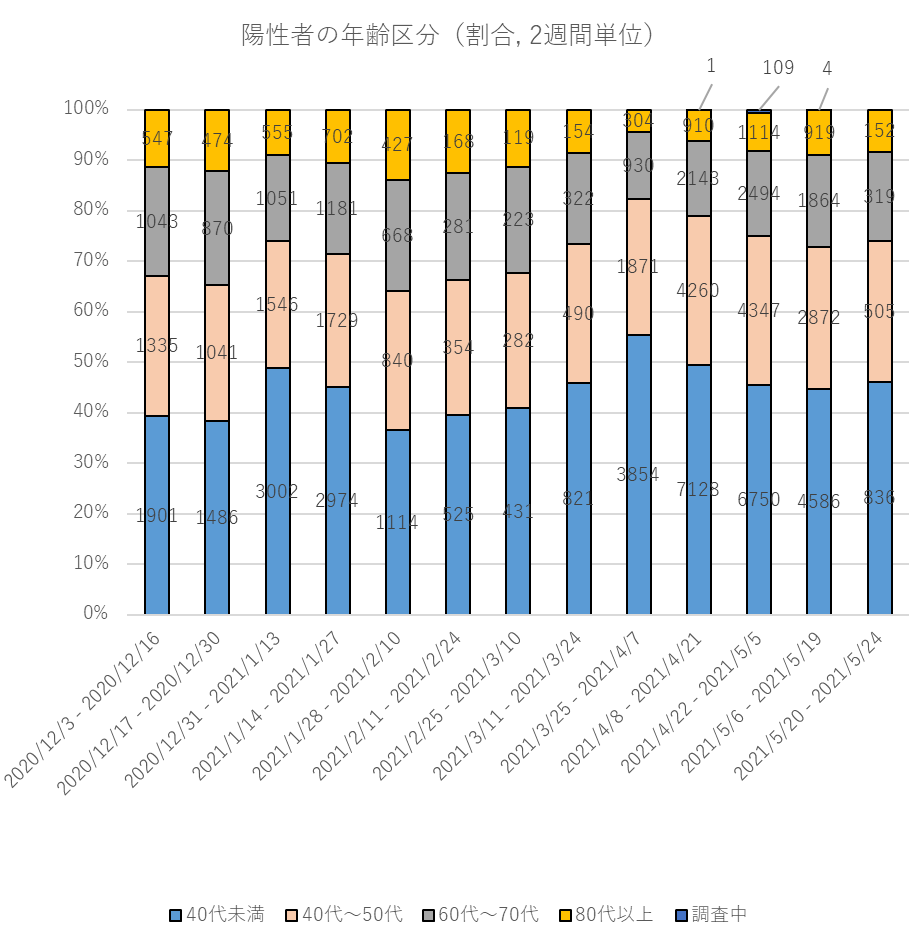 陽性者の年齢区分（割合, 2週間単位）
1 109 4
100%
90%
80%
70%
60%
50%
40%
30%
20%
10%
0%
547 474 555 702 427 168 119 154 304 910 1114 919 152
1043 870 1051 1181 668 281 223 322 930 2143 2494 1864 319
1335 1041 1546 1729 840 354 282 490 1871 4260 4347 2872 505
1901 1486 3002 2974 1114 525 431 821 3854 7128 6750 4586 836
2020/12/3 - 2020/12/16
2020/12/17 - 2020/12/30
2020/12/31 - 2021/1/13
2021/1/14 - 2021/1/27
2021/1/28 - 2021/2/10
2021/2/11 - 2021/2/24
2021/2/25 - 2021/3/10
2021/3/11 - 2021/3/24
2021/3/25 - 2021/4/7
2021/4/8 - 2021/4/21
2021/4/22 - 2021/5/5
2021/5/6 - 2021/5/19
2021/5/20 - 2021/5/24
40代未満 40代～50代 60代～70代 80代以上 調査中